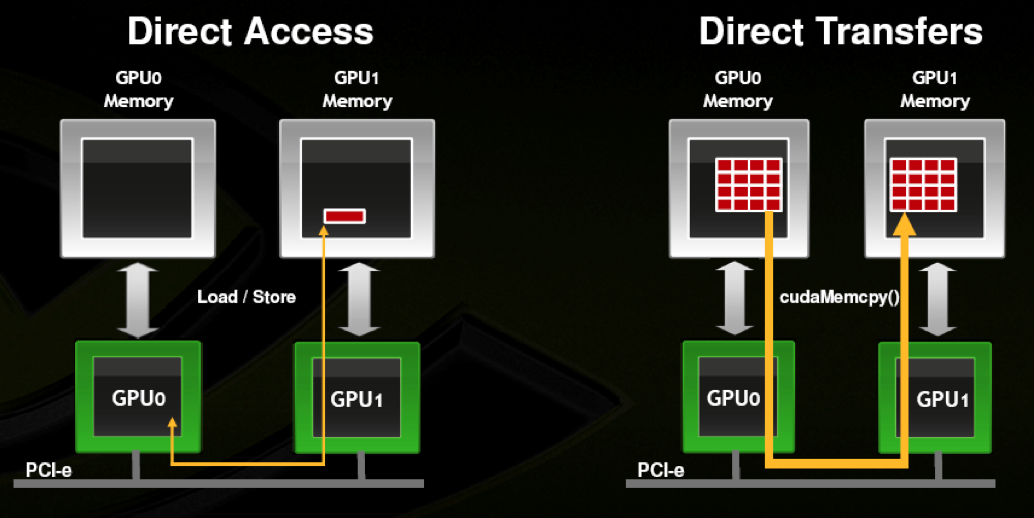 Direct Access
GPU0
Memory
GPU1
Memory
Load / Store
GPU0
GPU1
PCI-e
Direct Transfers
GPU0
Memory
GPU1
Memory
cudaMemcpy()
GPU0
GPU1
PCI-e